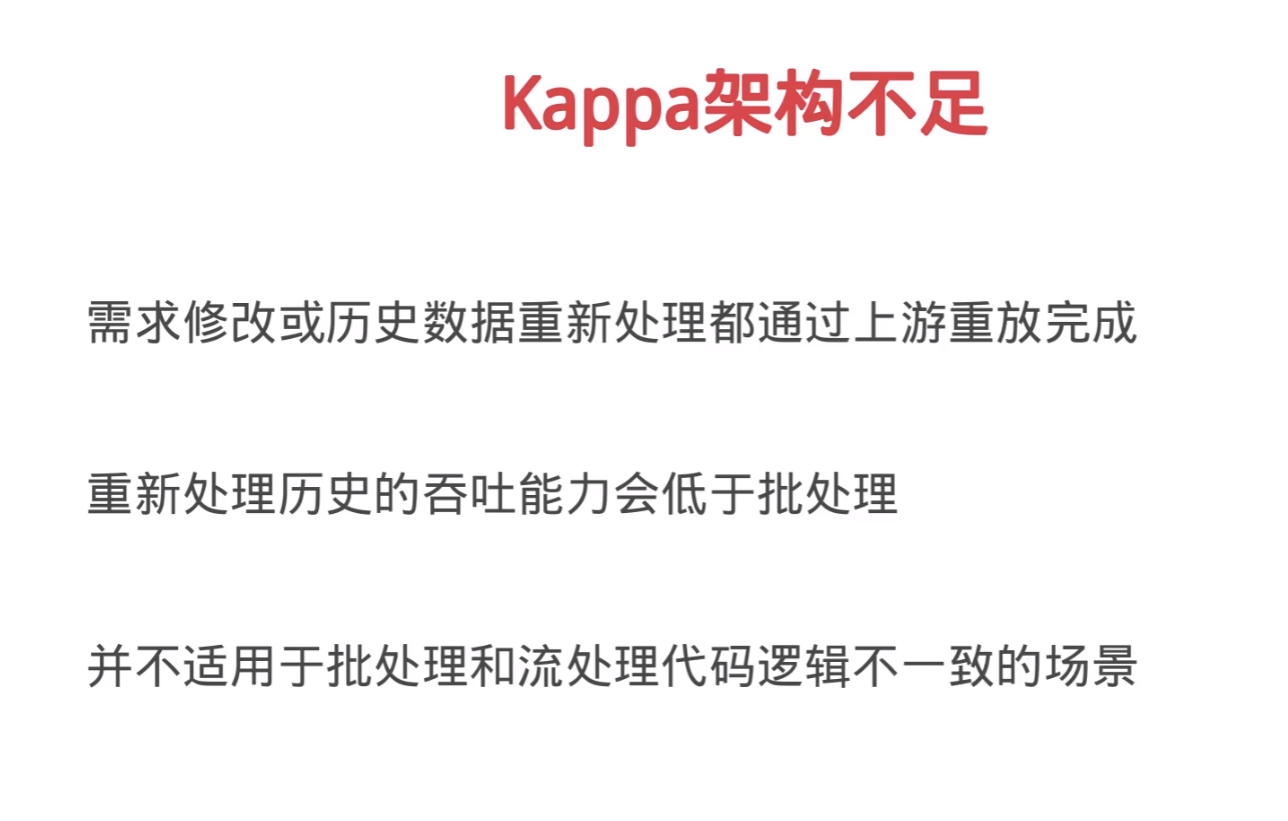 Kappa架构不足
需求修改或历史数据重新处理都通过上游重放完成
重新处理历史的吞吐能力会低于批处理
并不适用于批处理和流处理代码逻辑不一致的场景